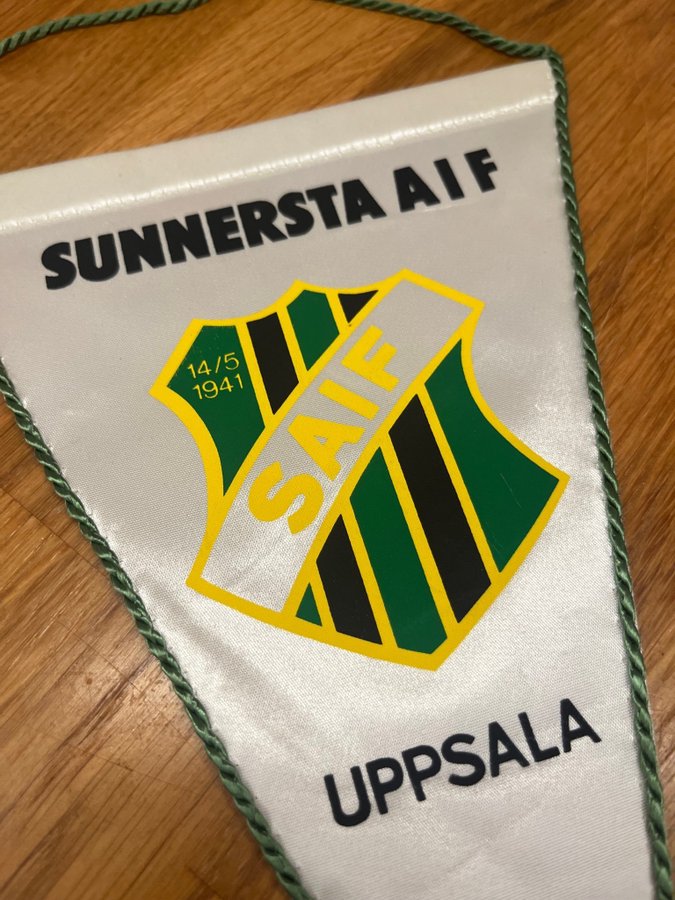 SUNNERSTA AIF
14/5
1941
SAIF
UPPSALA